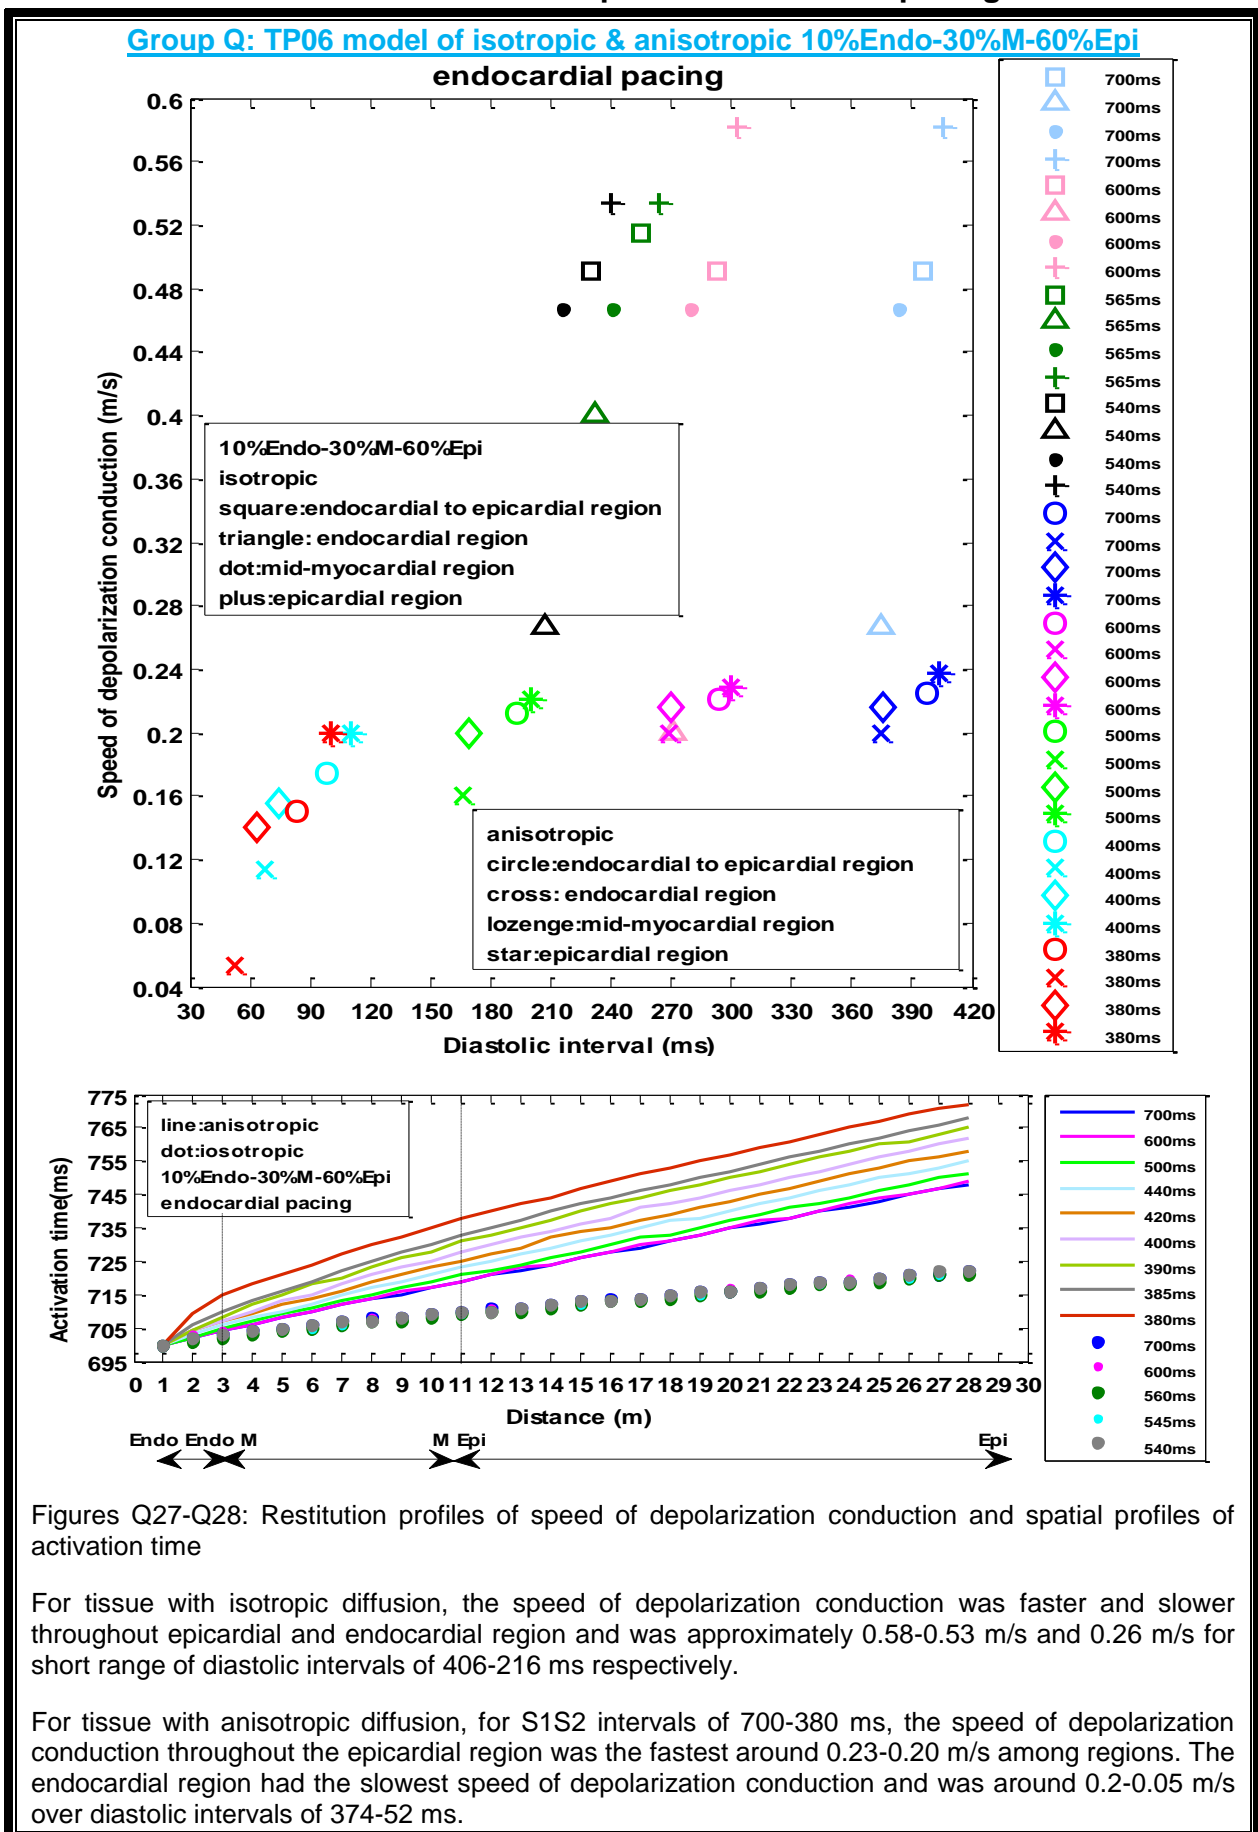 Group Q: TP06 model of isotropic & anisotropic 10%Endo-30%M-60%Epi
endocardial pacing
0.6
0.56
0.52
0.48
0.44
0.4
0.36
0.32
0.28
0.24
0.2
0.16
0.12
0.08
0.04
Speed of depolarization conduction (m/s)
10%Endo-30%M-60%Epi
isotropic
square:endocardial to epicardial region
triangle: endocardial region
dot:mid-myocardial region
plus:epicardial region
anisotropic
circle:endocardial to epicardial region
cross: endocardial region
lozenge:mid-myocardial region
star:epicardial region
30 60 90 120 150 180 210 240 270 300 330 360 390 420
Diastolic interval (ms)
700ms
700ms
700ms
700ms
600ms
600ms
600ms
600ms
565ms
565ms
565ms
565ms
540ms
540ms
540ms
540ms
700ms
700ms
700ms
700ms
600ms
600ms
600ms
600ms
500ms
500ms
500ms
500ms
400ms
400ms
400ms
400ms
380ms
380ms
380ms
380ms
775
765
755
745
735
725
715
705
695
Activation time(ms)
line:anisotropic
dot:iosotropic
10%Endo-30%M-60%Epi
endocardial pacing
0 1 2 3 4 5 6 7 8 9 10 11 12 13 14 15 16 17 18 19 20 21 22 23 24 25 26 27 28 29 30
Distance (m)
Endo Endo M M Epi Epi
700ms
600ms
500ms
440ms
420ms
400ms
390ms
385ms
380ms
700ms
600ms
560ms
545ms
540ms
Figures Q27-Q28: Restitution profiles of speed of depolarization conduction and spatial profiles of
activation time
For tissue with isotropic diffusion, the speed of depolarization conduction was faster and slower
throughout epicardial and endocardial region and was approximately 0.58-0.53 m/s and 0.26 m/s for
short range of diastolic intervals of 406-216 ms respectively.
For tissue with anisotropic diffusion, for S1S2 intervals of 700-380 ms, the speed of depolarization
conduction throughout the epicardial region was the fastest around 0.23-0.20 m/s among regions. The
endocardial region had the slowest speed of depolarization conduction and was around 0.2-0.05 m/s
over diastolic intervals of 374-52 ms.